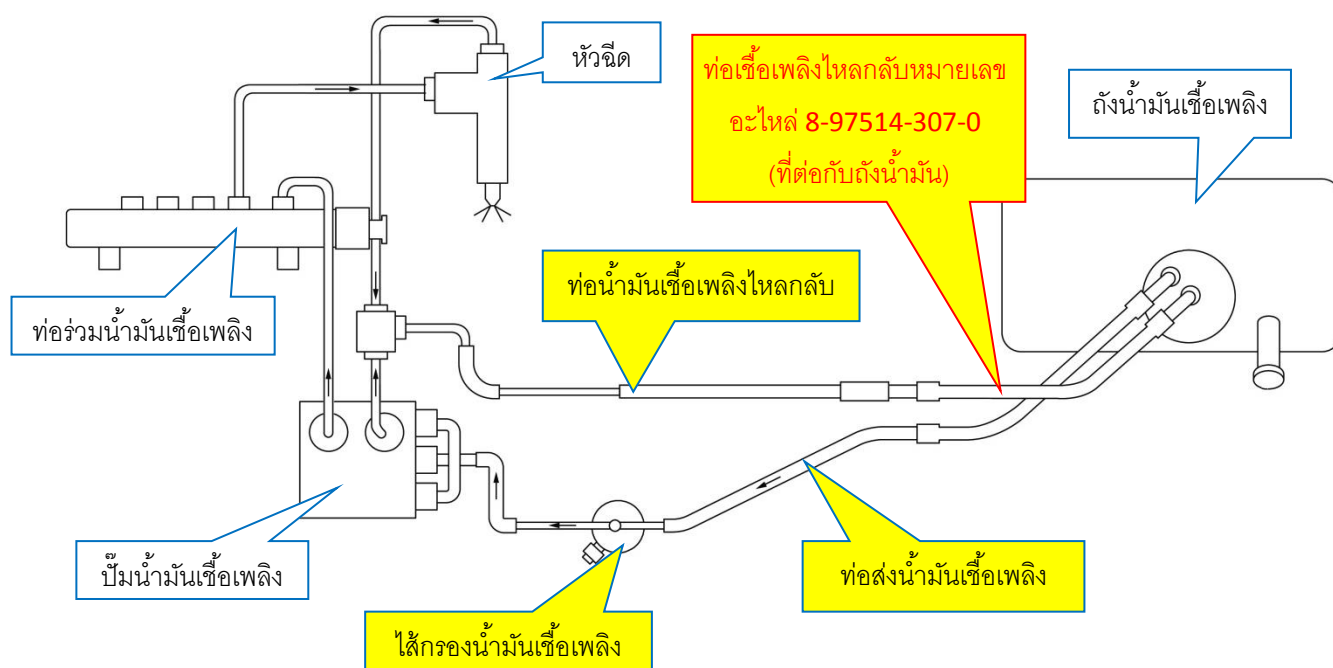 หัวฉีด
ท่อเชื้อเพลิงไหลกลับหมายเลข
อะไหล่ 8-97514-307-0
(ที่ต่อกับถังน้ำมัน)
ถังน้ำมันเชื้อเพลิง
ท่อน้ำมันเชื้อเพลิงไหลกลับ
ท่อร่วมน้ำมันเชื้อเพลิง
ปั๊มน้ำมันเชื้อเพลิง
ท่อส่งน้ำมันเชื้อเพลิง
ไส้กรองน้ำมันเชื้อเพลิง